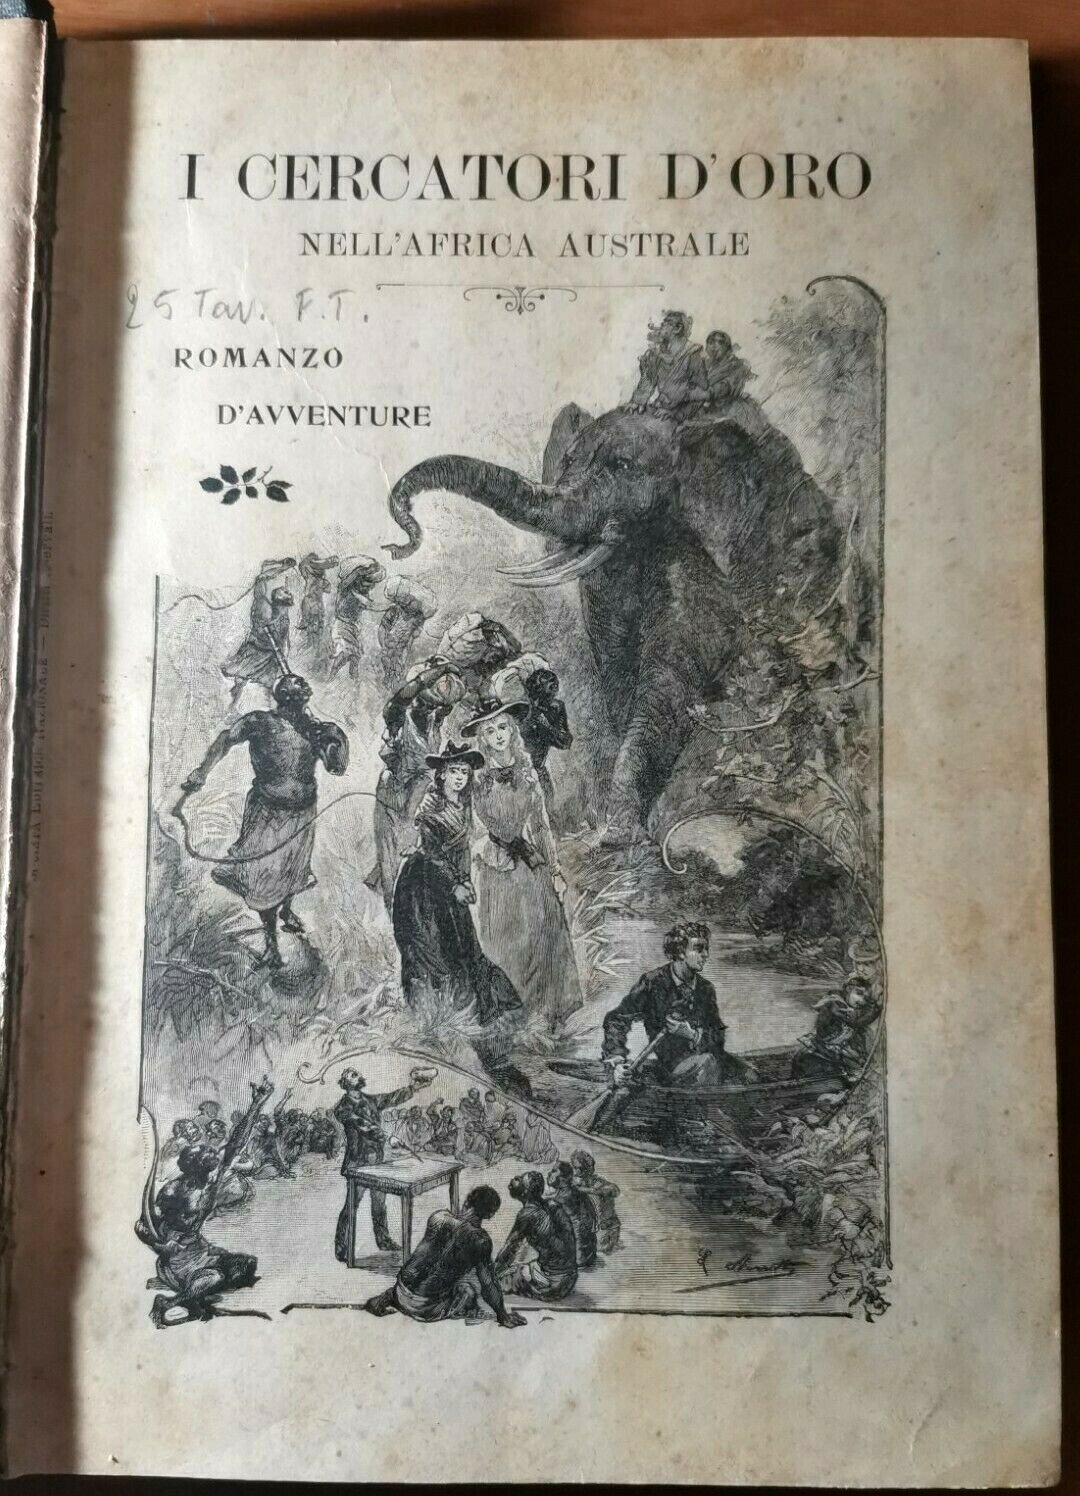 I CERCATORI D'ORO
NELL'AFRICA AUSTRALE
25 Tav. F.T.
ROMANZO
D'AVVENTURE